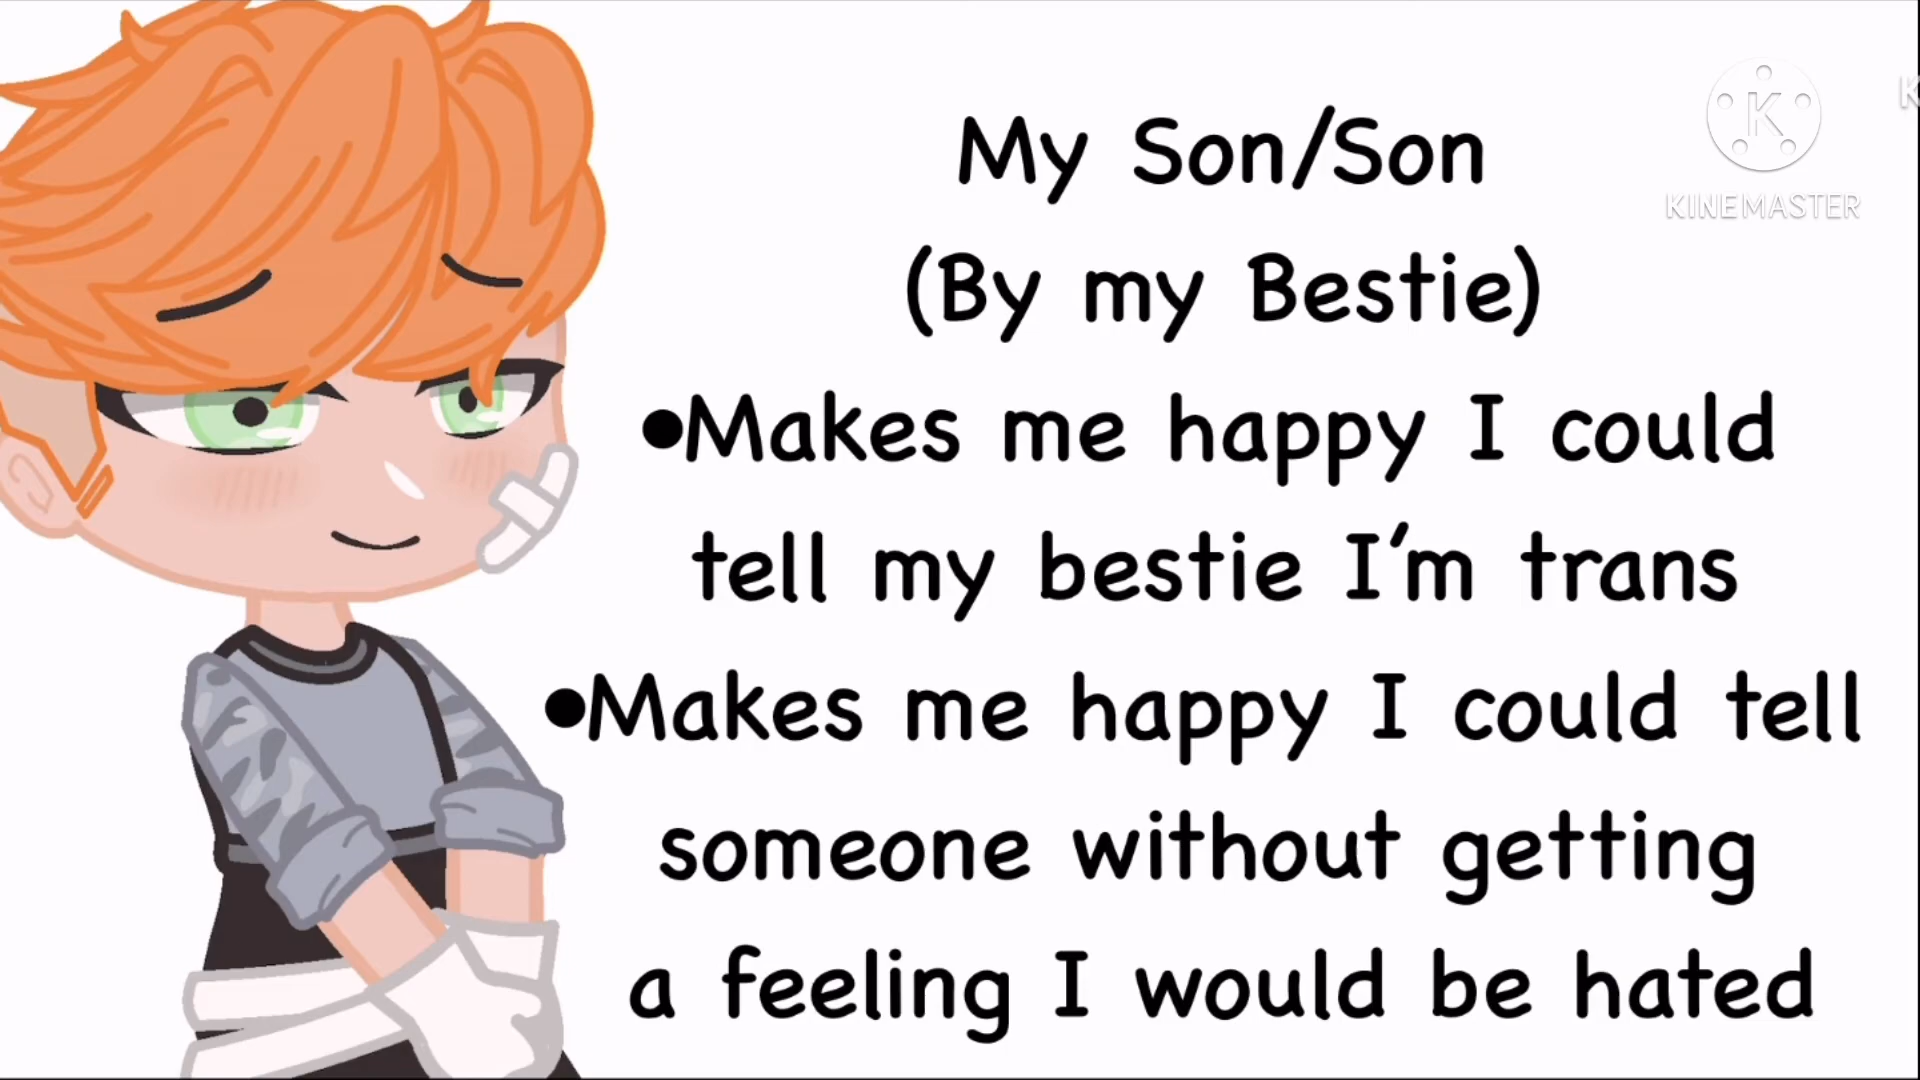 My Son/Son
(By my Bestie)
•Makes me happy I could
tell my bestie I'm trans
•Makes me happy I could tell
someone without getting
a feeling I would be hated
K
KINEMASTER
K